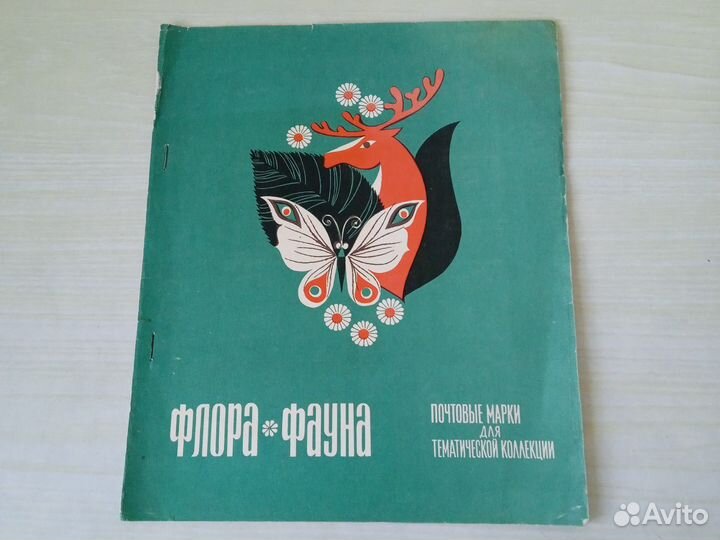 ФЛОРА * ФАУНА
ПОЧТОВЫЕ МАРКИ
ДЛЯ
ТЕМАТИЧЕСКОЙ КОЛЛЕКЦИИ
Avito